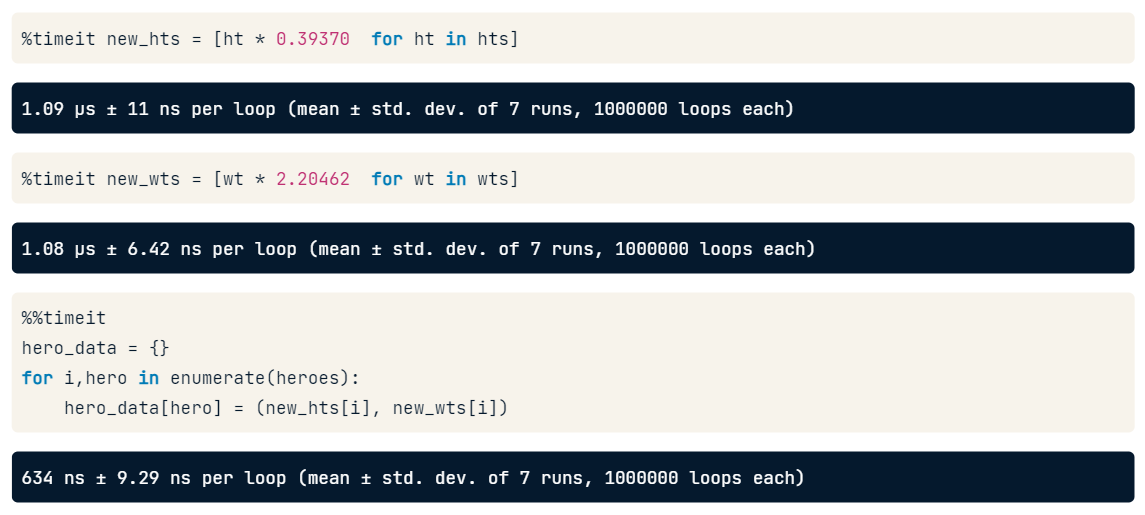 %timeit new_hts = [ht * 0.39370  for ht in hts]
1.09 µs ± 11 ns per loop (mean ± std. dev. of 7 runs, 1000000 loops each)
%timeit new_wts = [wt * 2.20462  for wt in wts]
1.08 µs ± 6.42 ns per loop (mean ± std. dev. of 7 runs, 1000000 loops each)
%%timeit
hero_data = {}
for i,hero in enumerate(heroes):
    hero_data[hero] = (new_hts[i], new_wts[i])
634 ns ± 9.29 ns per loop (mean ± std. dev. of 7 runs, 1000000 loops each)